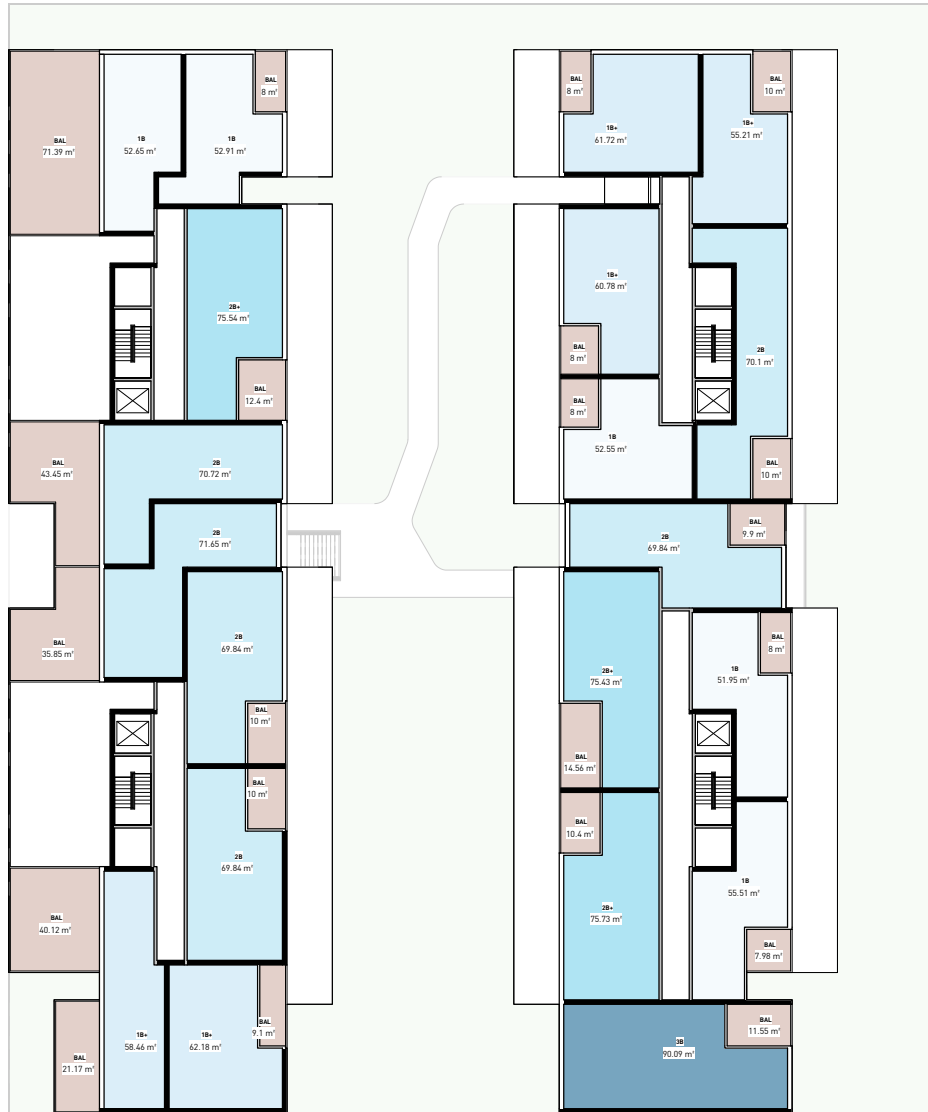 BAL
71.39 m²
1B
52.65 m²
1B
52.91 m²
BAL
8 m²
2B+
75.54 m²
BAL
12.4 m²
BAL
43.45 m²
2B
70.72 m²
2B
71.65 m²
BAL
35.85 m²
2B
69.84 m²
BAL
10 m²
BAL
10 m²
2B
69.84 m²
BAL
40.12 m²
1B+
58.46 m²
1B+
62.18 m²
BAL
9.1 m²
BAL
21.17 m²
BAL
8 m²
1B+
61.72 m²
1B+
55.21 m²
BAL
10 m²
1B+
60.78 m²
BAL
8 m²
BAL
8 m²
1B
52.55 m²
2B
70.1 m²
BAL
10 m²
2B
69.84 m²
BAL
9.9 m²
2B+
75.43 m²
BAL
14.56 m²
1B
51.95 m²
BAL
8 m²
BAL
10.4 m²
2B+
75.73 m²
1B
55.51 m²
BAL
7.98 m²
3B
90.09 m²
BAL
11.55 m²